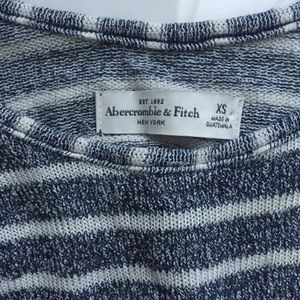 EST. 1892
Abercrombie & Fitch
NEW YORK
XS
MADE IN
GUATEMALA